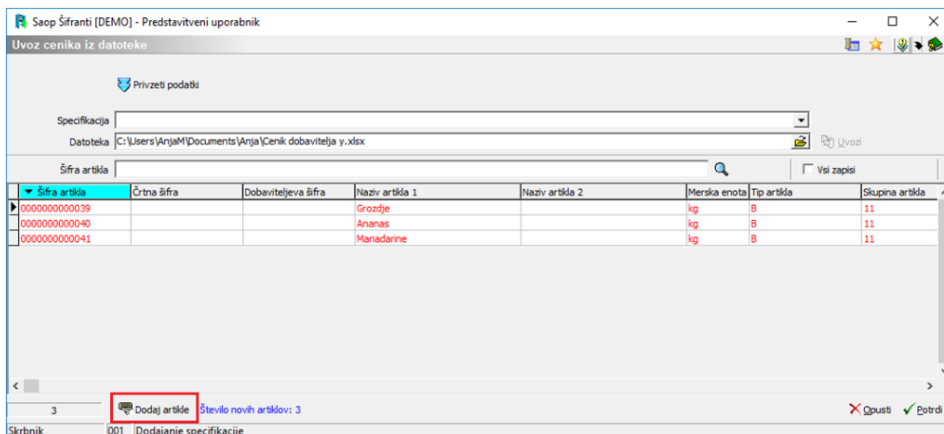 Saop Šifranti [DEMO] - Predstavitveni uporabnik
Uvoz cenika iz datoteke
Privzeti podatki
Specifikacija
Datoteka C:\Users\AnjaM\Documents\Anja\Cenik dobavitelja y.xlsx Uvozi
Šifra artikla Vsi zapisi
Šifra artikla Črtna šifra Dobaviteljeva šifra Naziv artikla 1 Naziv artikla 2 Merska enota Tip artikla Skupina artikla
0000000000039 Grozdje kg B 11
0000000000040 Ananas kg B 11
0000000000041 Manadarine kg B 11
3 Dodaj artikle Število novih artiklov: 3 Opusti Potrdi
Skrbnik 001 Dodajanje specifikacije